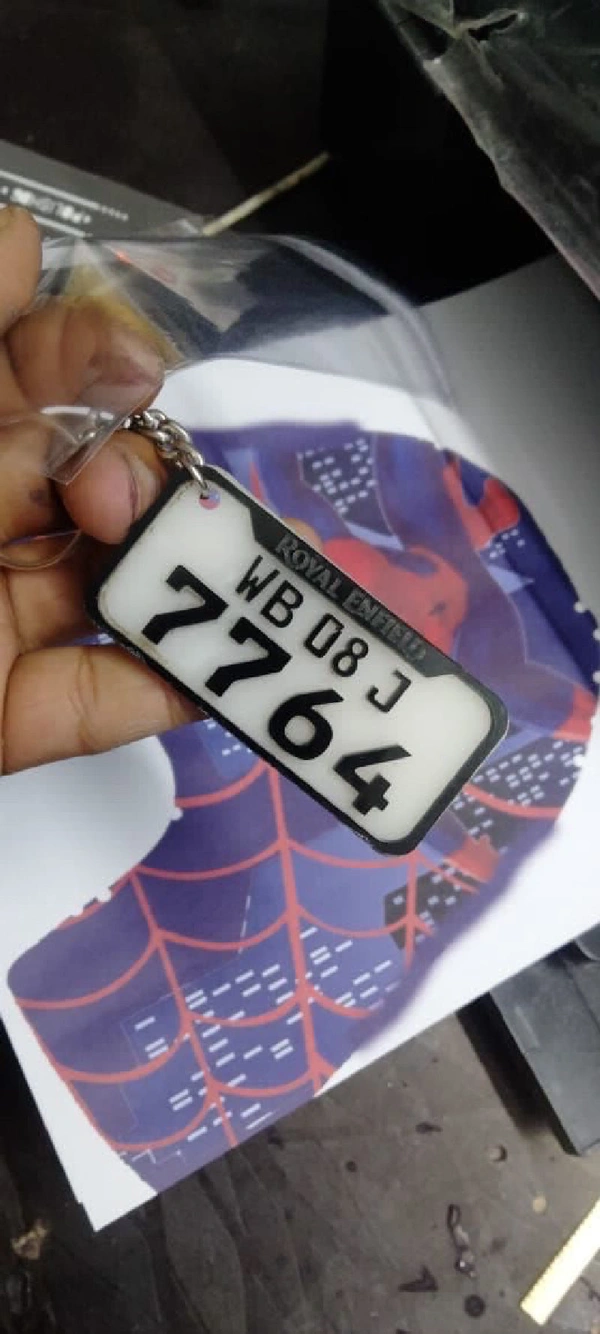 ROYAL ENFIELD
WB 08 J
7764